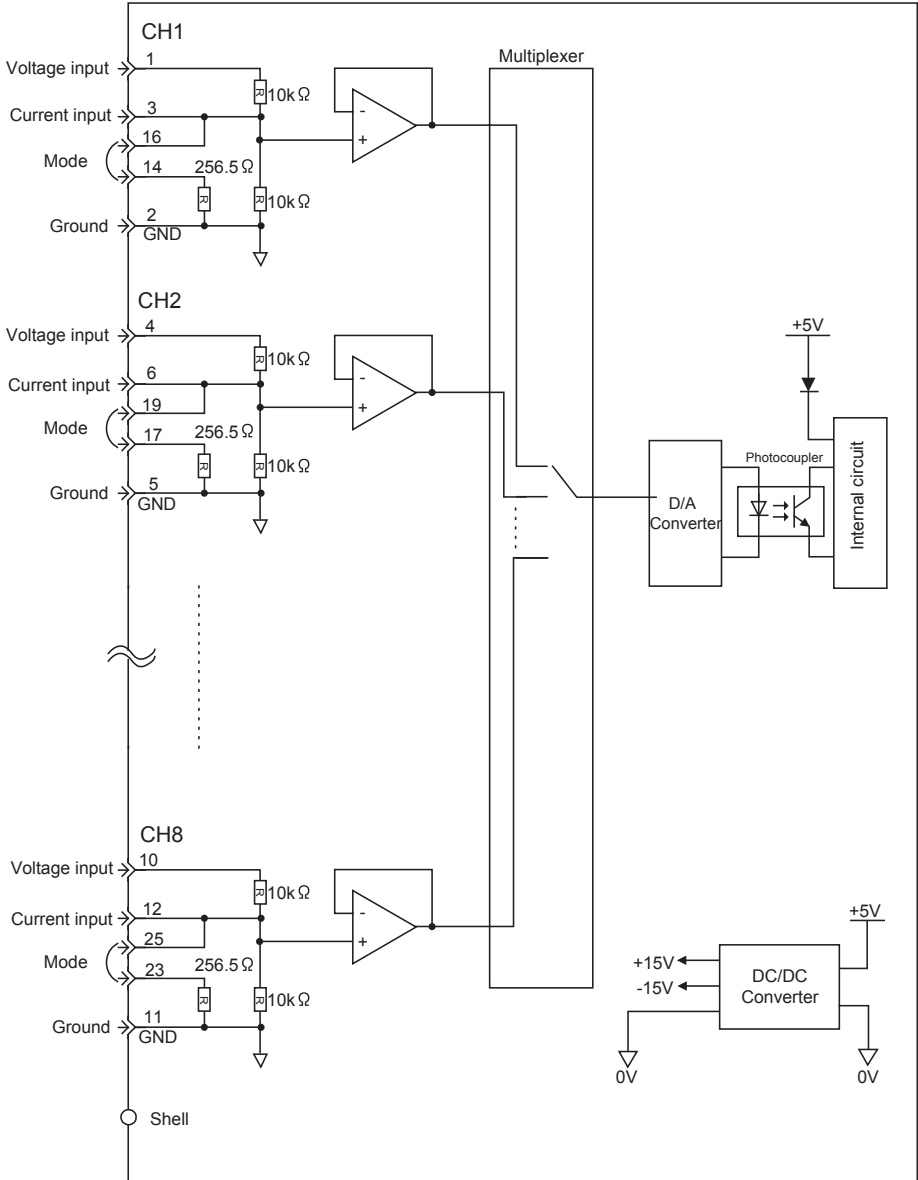 CH1
Voltage input
1
10kΩ
Current input
3
16
Mode
14
256.5Ω
10kΩ
Ground
2
GND
R
R
R
-
+
Multiplexer
CH2
Voltage input
4
10kΩ
Current input
6
19
Mode
17
256.5Ω
10kΩ
Ground
5
GND
R
R
R
-
+
+5V
Photocoupler
D/A
Converter
Internal circuit
CH8
Voltage input
10
10kΩ
Current input
12
25
Mode
23
256.5Ω
10kΩ
Ground
11
GND
R
R
R
-
+
+5V
+15V
-15V
DC/DC
Converter
0V
0V
Shell